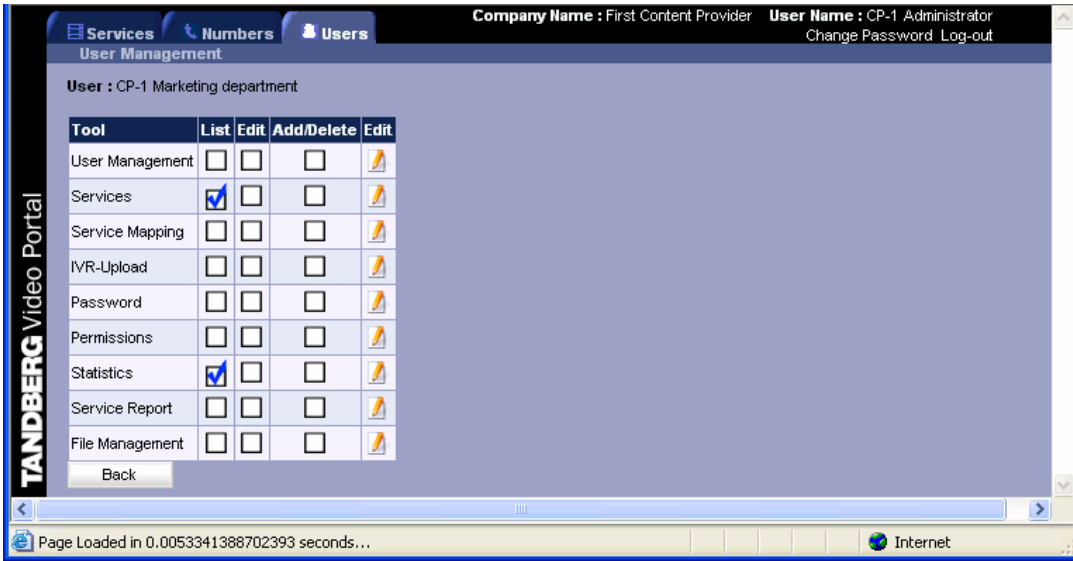 Company Name : First Content Provider User Name : CP-1 Administrator
Services Numbers Users
Change Password Log-out
User Management
User : CP-1 Marketing department
Tool List Edit Add/Delete Edit
User Management
Services
Service Mapping
IVR-Upload
Password
Permissions
Statistics
Service Report
File Management
Back
TANDBERG Video Portal
Page Loaded in 0.0053341388702393 seconds... Internet